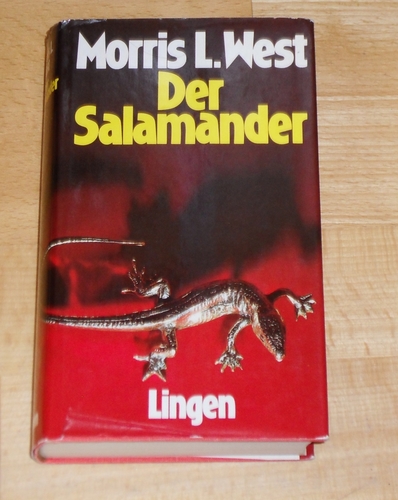 Morris L. West
Der
Salamander
Lingen